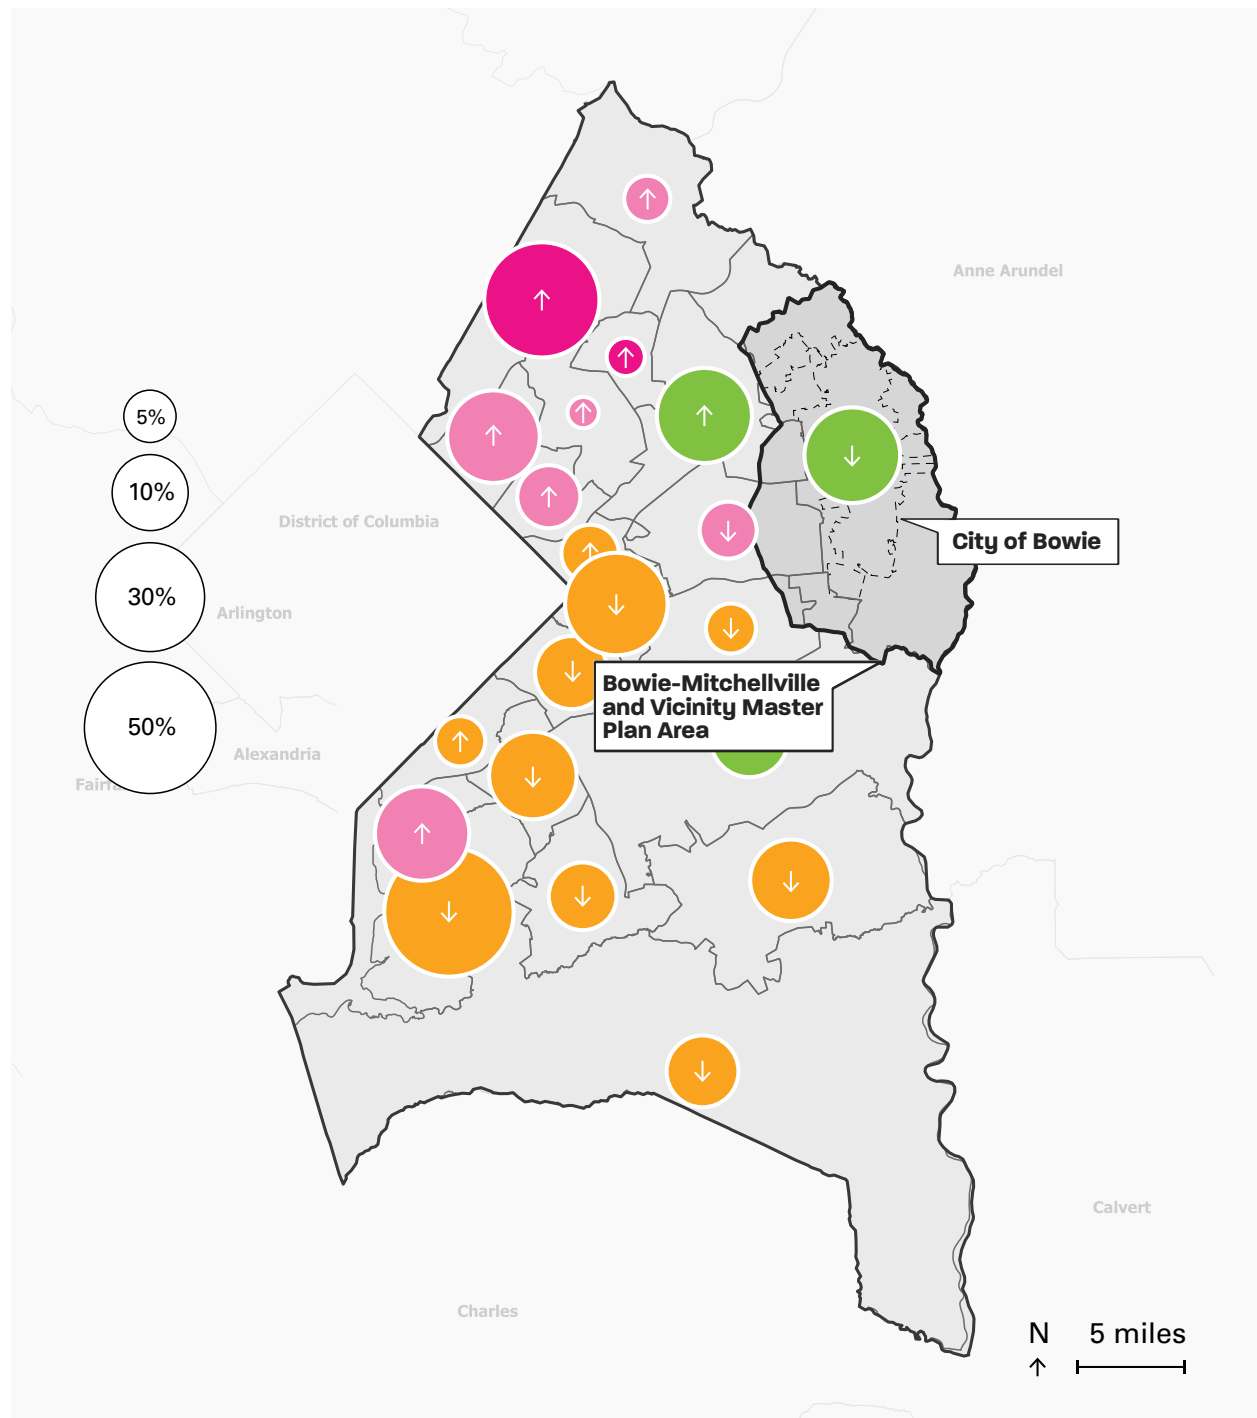 Anne Arundel
5%
10%
District of Columbia
City of Bowie
30%
Arlington
Bowie-Mitchellville
and Vicinity Master
Plan Area
50%
Alexandria
Calvert
Charles
N
5 miles